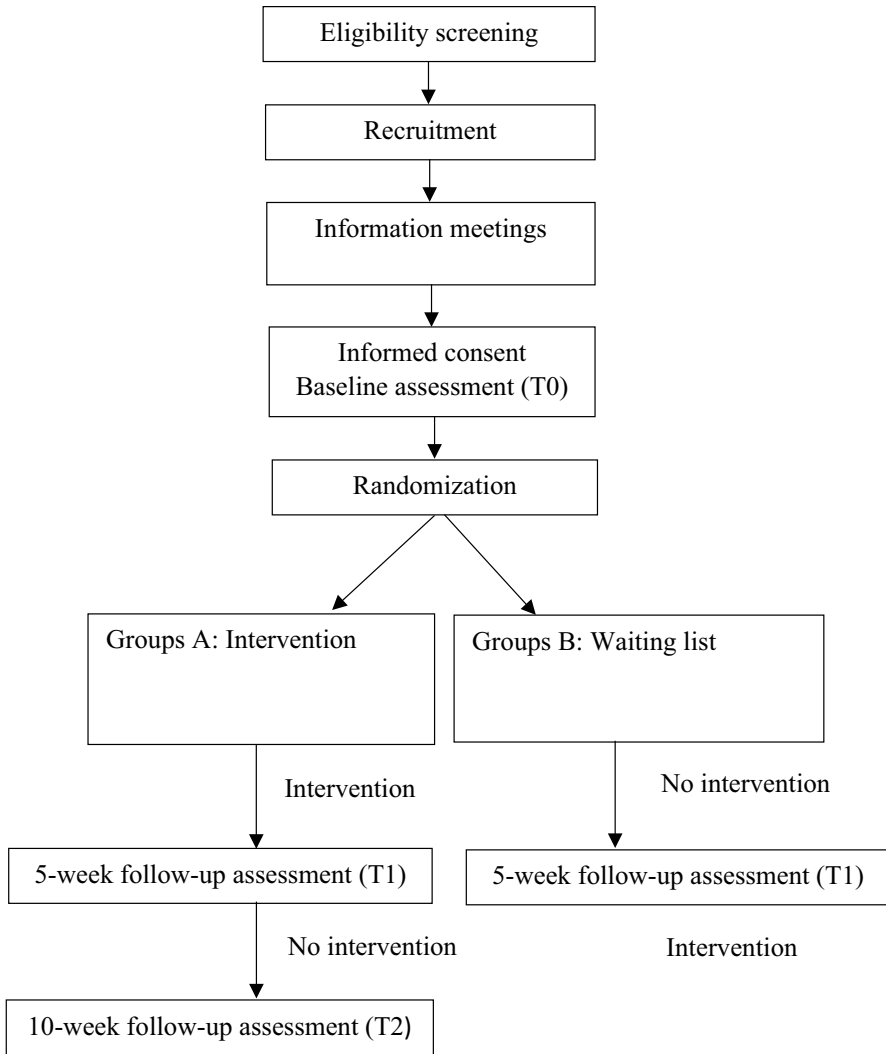 Eligibility screening
Recruitment
Information meetings
Informed consent
Baseline assessment (T0)
Randomization
Groups A: Intervention
Groups B: Waiting list
Intervention
No intervention
5-week follow-up assessment (T1)
5-week follow-up assessment (T1)
No intervention
Intervention
10-week follow-up assessment (T2)